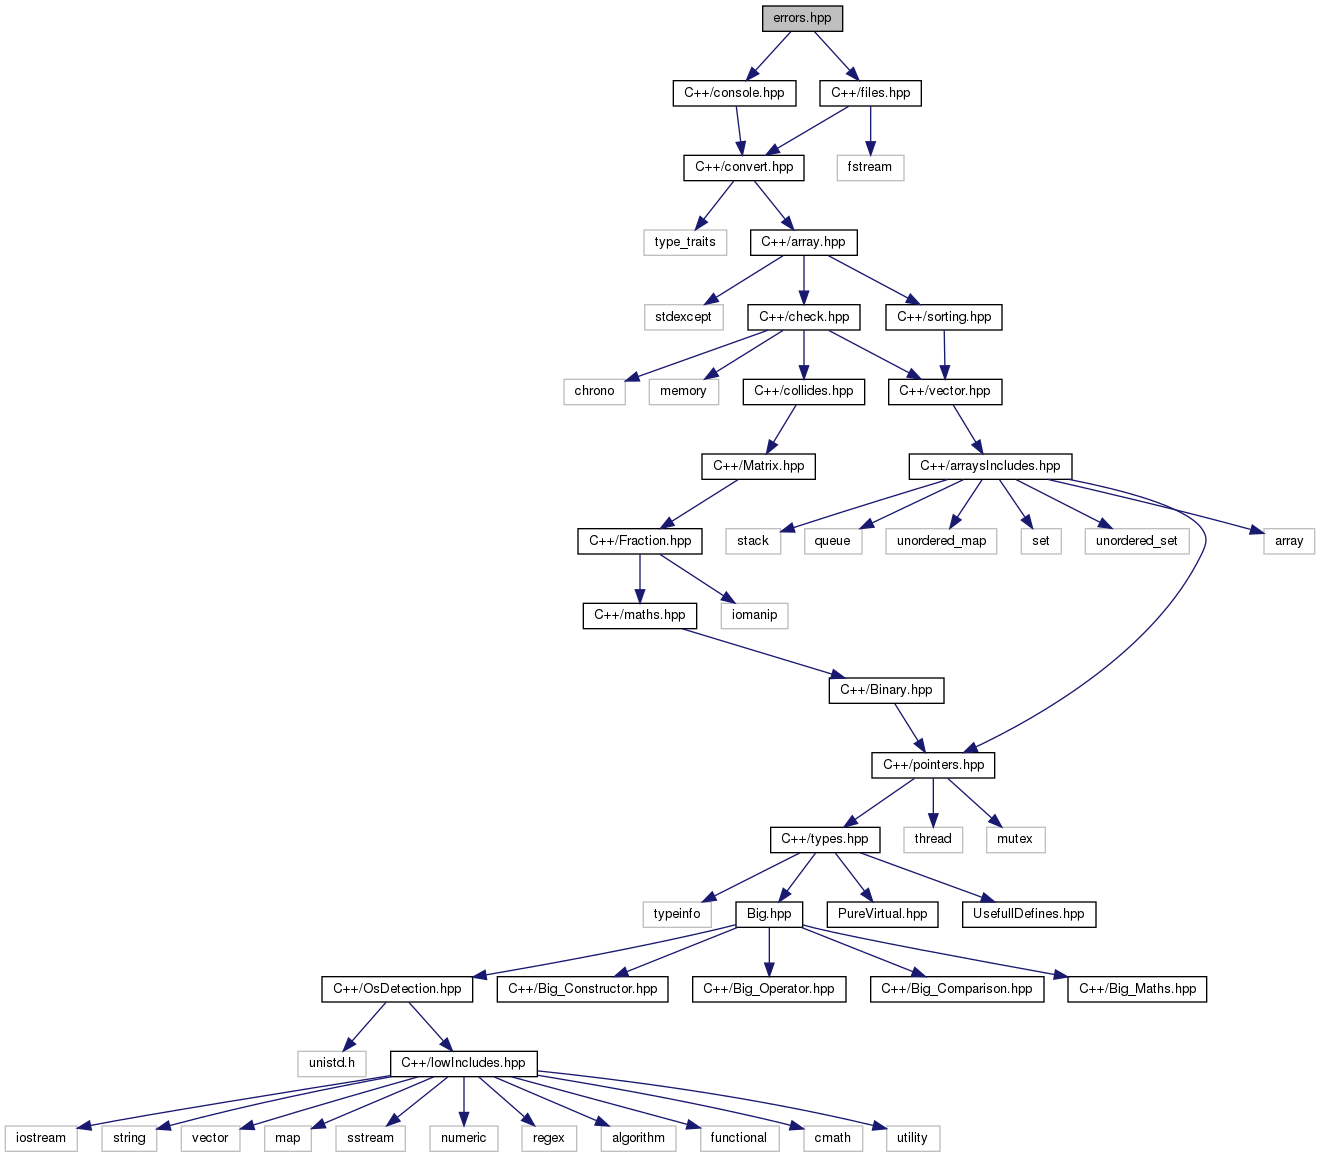 errors.hpp
C++/console.hpp
C++/files.hpp
C++/convert.hpp
fstream
type_traits
C++/array.hpp
stdexcept
C++/check.hpp
C++/sorting.hpp
chrono
memory
C++/collides.hpp
C++/vector.hpp
C++/Matrix.hpp
C++/arraysIncludes.hpp
C++/Fraction.hpp
stack
queue
unordered_map
set
unordered_set
array
C++/maths.hpp
iomanip
C++/Binary.hpp
C++/pointers.hpp
C++/types.hpp
thread
mutex
typeinfo
Big.hpp
PureVirtual.hpp
UsefullDefines.hpp
C++/OsDetection.hpp
C++/Big_Constructor.hpp
C++/Big_Operator.hpp
C++/Big_Comparison.hpp
C++/Big_Maths.hpp
unistd.h
C++/lowIncludes.hpp
iostream
string
vector
map
sstream
numeric
regex
algorithm
functional
cmath
utility